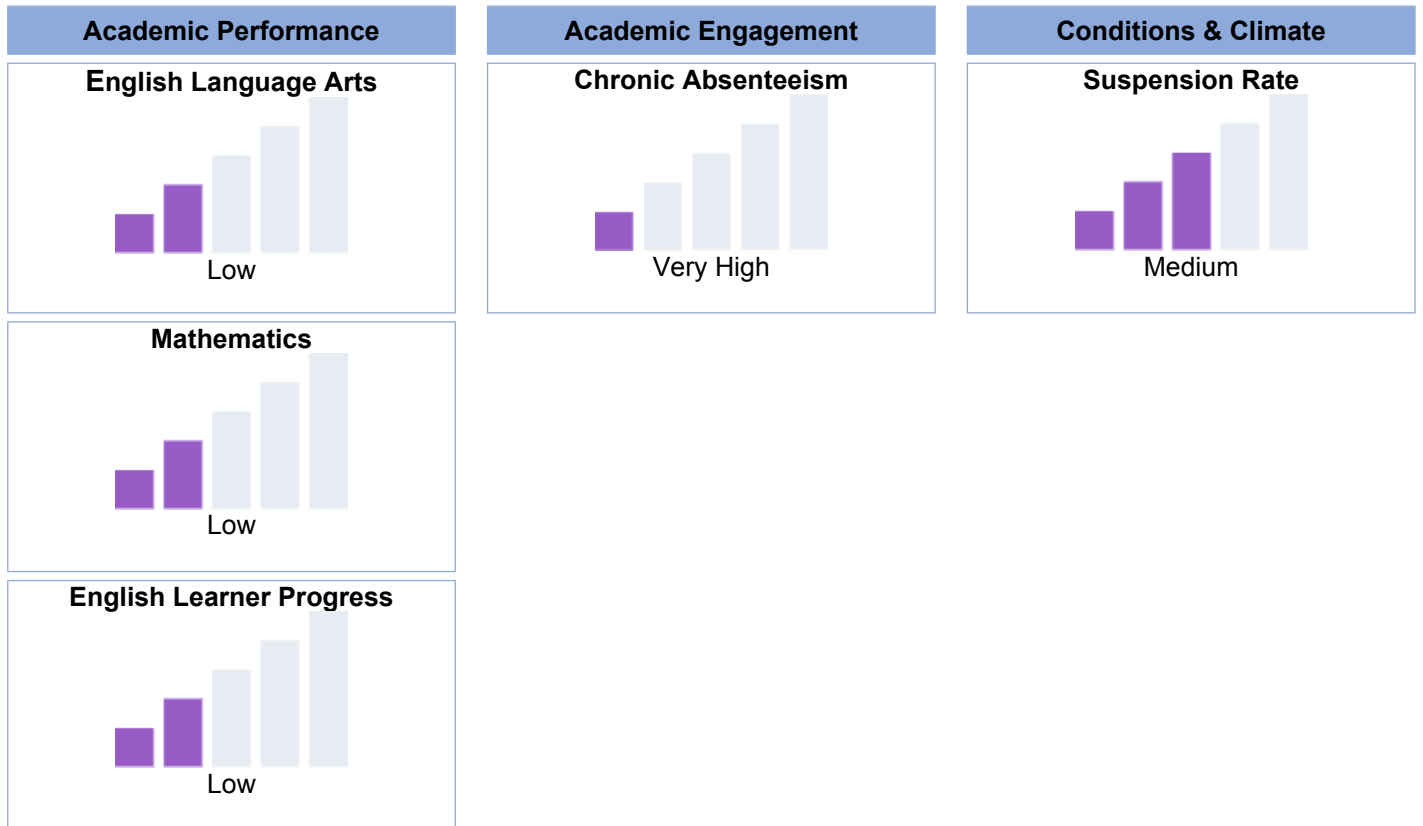 Academic Performance
English Language Arts
Low
Mathematics
Low
English Learner Progress
Low
Academic Engagement
Chronic Absenteeism
Very High
Conditions & Climate
Suspension Rate
Medium